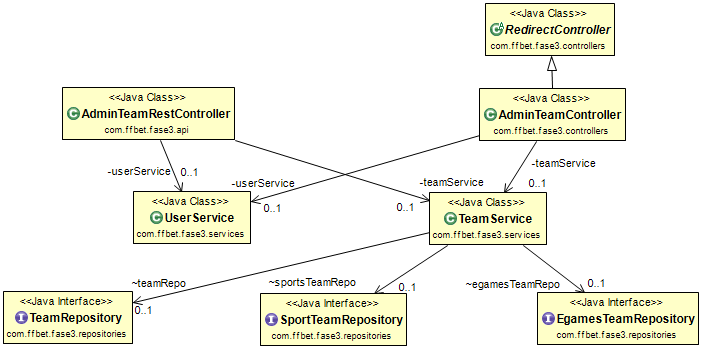 <<Java Class>>
RedirectController
com.ffbet.fase3.controllers
<<Java Class>>
AdminTeamRestController
com.ffbet.fase3.api
<<Java Class>>
AdminTeamController
com.ffbet.fase3.controllers
-userService
0..1
-userService
0..1
-teamService
0..1
-teamService
0..1
<<Java Class>>
UserService
com.ffbet.fase3.services
<<Java Class>>
TeamService
com.ffbet.fase3.services
~teamRepo
0..1
~sportsTeamRepo
0..1
~egamesTeamRepo
0..1
<<Java Interface>>
TeamRepository
com.ffbet.fase3.repositories
<<Java Interface>>
SportTeamRepository
com.ffbet.fase3.repositories
<<Java Interface>>
EgamesTeamRepository
com.ffbet.fase3.repositories